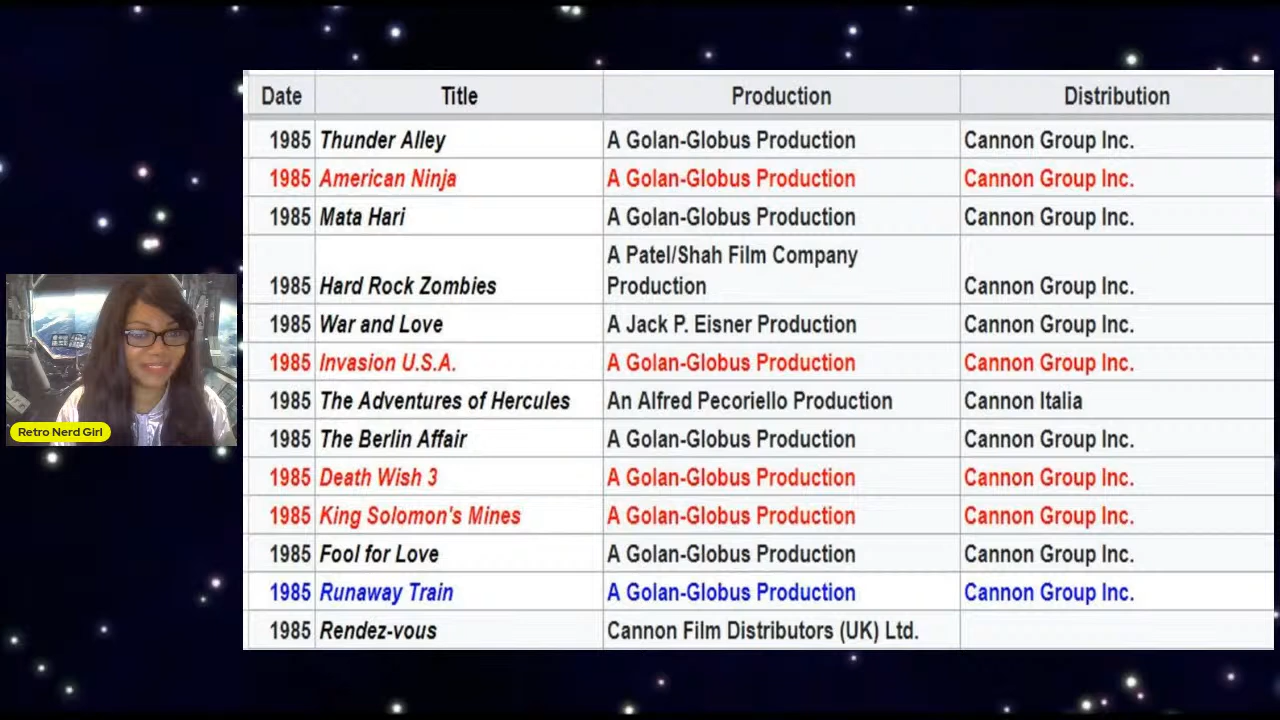 Date Title Production Distribution
1985 Thunder Alley A Golan-Globus Production Cannon Group Inc.
1985 American Ninja A Golan-Globus Production Cannon Group Inc.
1985 Mata Hari A Golan-Globus Production Cannon Group Inc.
A Patel/Shah Film Company
1985 Hard Rock Zombies Production Cannon Group Inc.
1985 War and Love A Jack P. Eisner Production Cannon Group Inc.
1985 Invasion U.S.A. A Golan-Globus Production Cannon Group Inc.
1985 The Adventures of Hercules An Alfred Pecoriello Production Cannon Italia
1985 The Berlin Affair A Golan-Globus Production Cannon Group Inc.
1985 Death Wish 3 A Golan-Globus Production Cannon Group Inc.
1985 King Solomon's Mines A Golan-Globus Production Cannon Group Inc.
1985 Fool for Love A Golan-Globus Production Cannon Group Inc.
1985 Runaway Train A Golan-Globus Production Cannon Group Inc.
1985 Rendez-vous Cannon Film Distributors (UK) Ltd.
Retro Nerd Girl